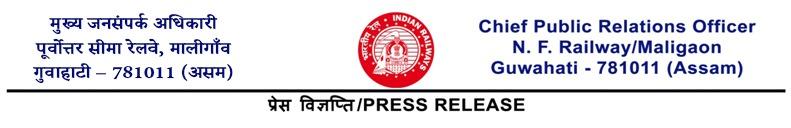 मुख्य जनसंपर्क अधिकारी
पूर्वोत्तर सीमा रेलवे, मालीगाँव
गुवाहाटी – 781011 (असम)
भारतीय रेल
INDIAN RAILWAYS
Chief Public Relations Officer
N. F. Railway/Maligaon
Guwahati - 781011 (Assam)
प्रेस विज्ञप्ति/PRESS RELEASE